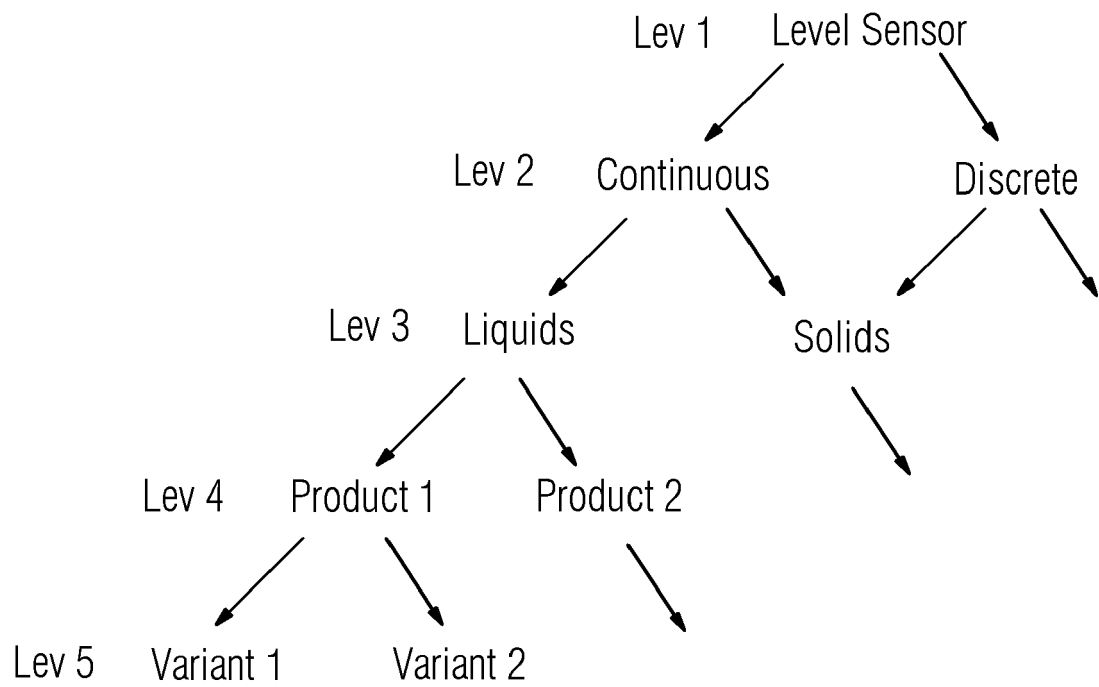 Lev 1 Level Sensor
Lev 2 Continuous Discrete
Lev 3 Liquids Solids
Lev 4 Product 1 Product 2
Lev 5 Variant 1 Variant 2